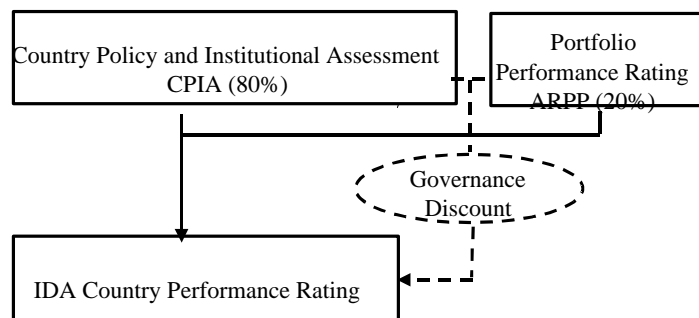 Country Policy and Institutional Assessment
CPIA (80%)
Portfolio
Performance Rating
ARPP (20%)
Governance
Discount
IDA Country Performance Rating